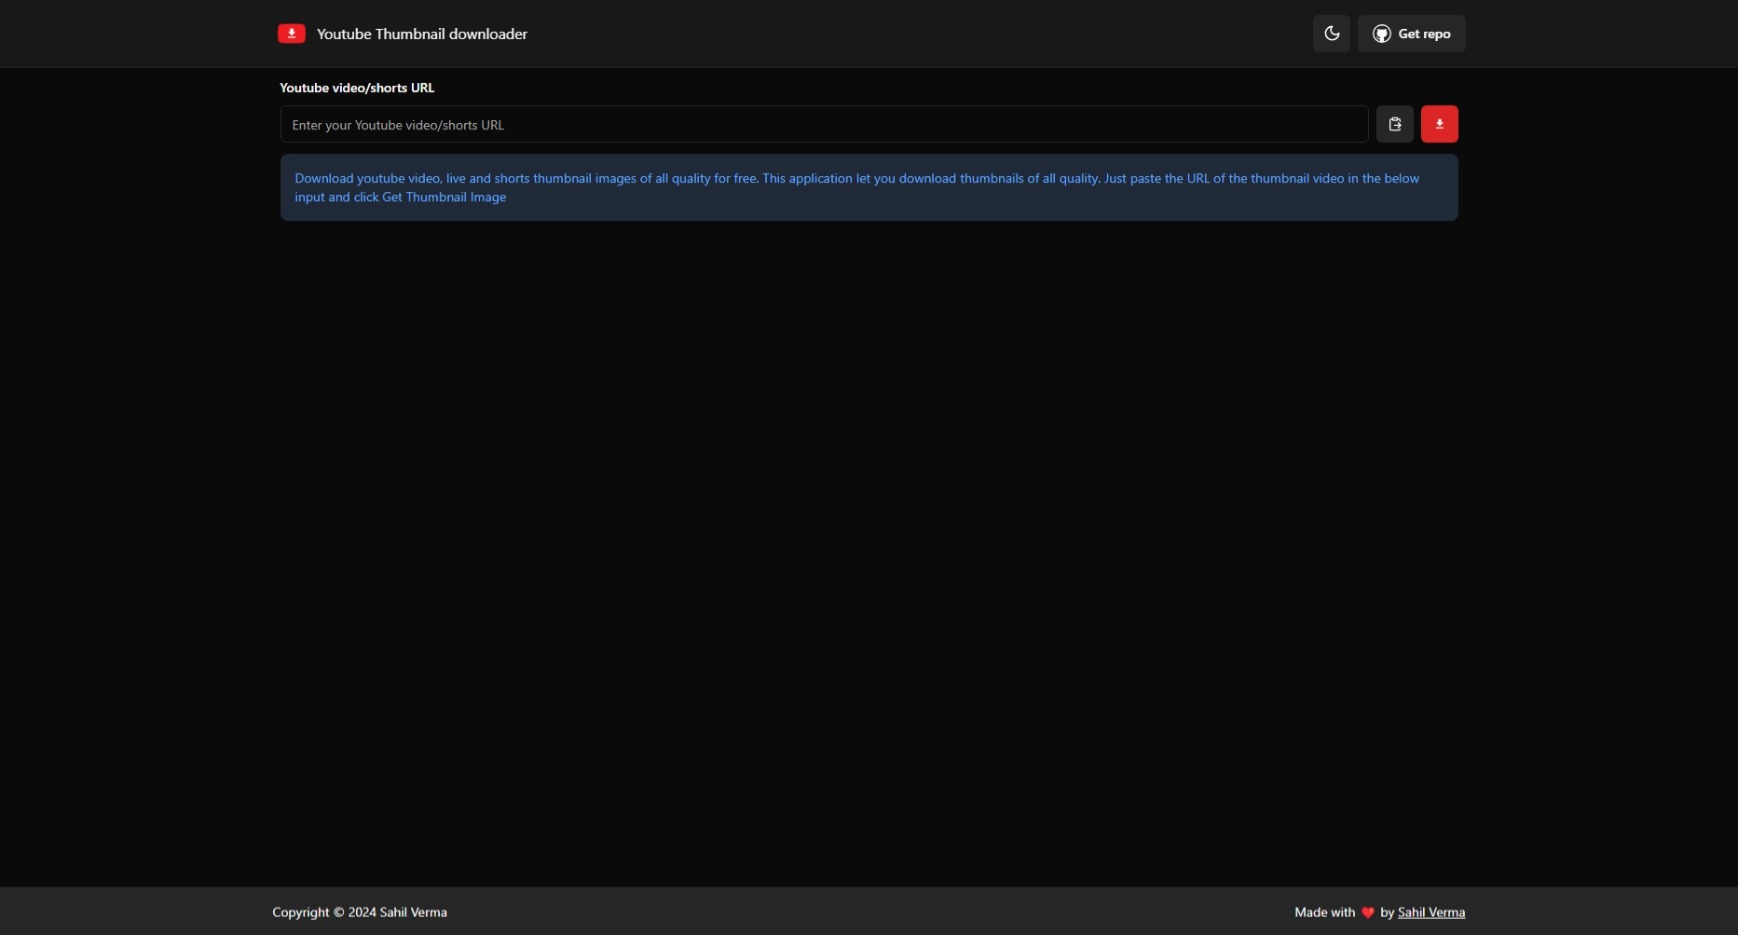 Youtube Thumbnail downloader
Get repo
Youtube video/shorts URL
Enter your Youtube video/shorts URL
Download youtube video, live and shorts thumbnail images of all quality for free. This application let you download thumbnails of all quality. Just paste the URL of the thumbnail video in the below
input and click Get Thumbnail Image
Copyright © 2024 Sahil Verma
Made with ❤️ by Sahil Verma